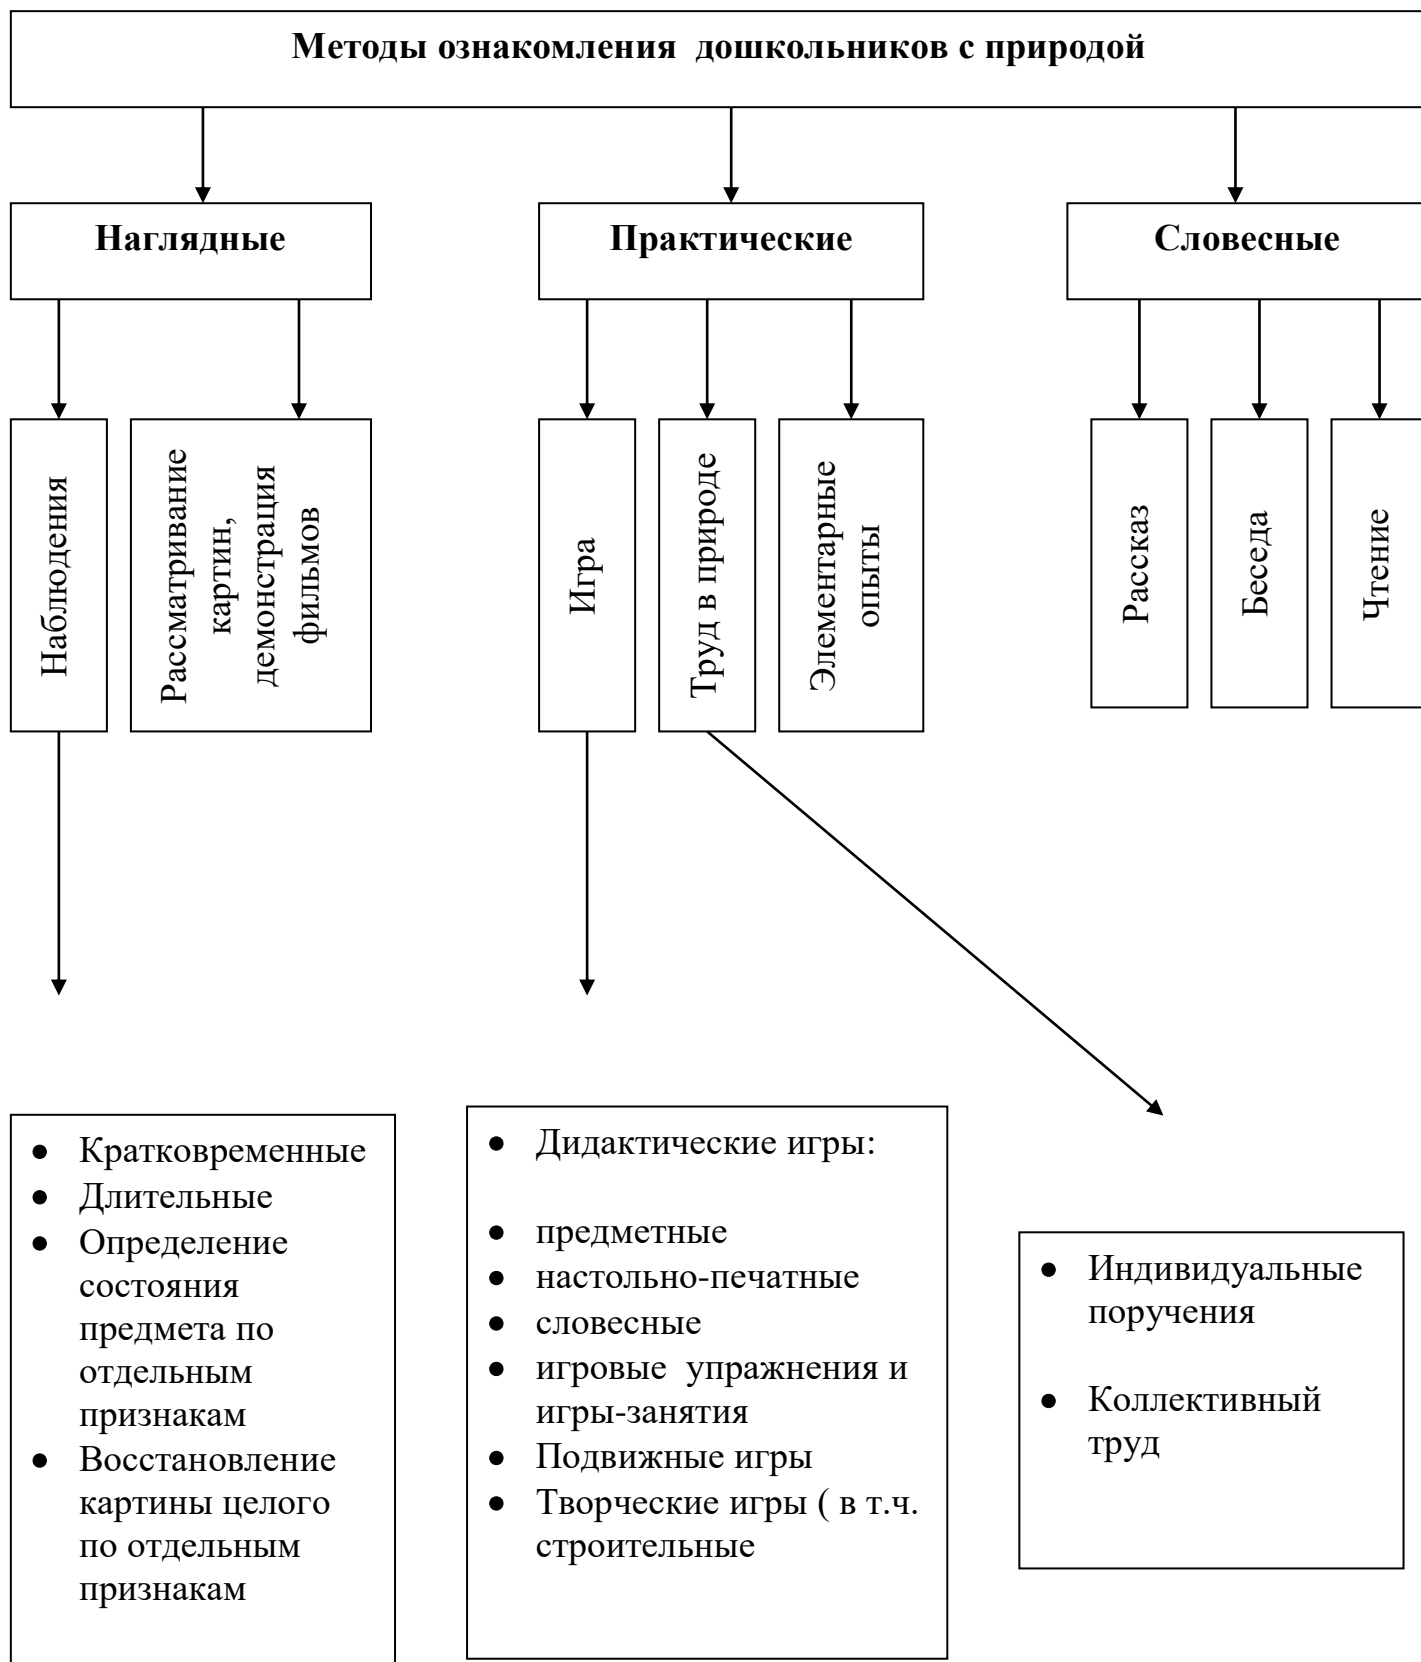 Методы ознакомления дошкольников с природой
Наглядные
Практические
Словесные
Наблюдения
Рассматривание
картин,
демонстрация
фильмов
Игра
Труд в природе
Элементарные
опыты
Рассказ
Беседа
Чтение
• Кратковременные
• Длительные
• Определение
состояния
предмета по
отдельным
признакам
• Восстановление
картины целого
по отдельным
признакам
• Дидактические игры:
• предметные
• настольно-печатные
• словесные
• игровые упражнения и
игры-занятия
• Подвижные игры
• Творческие игры ( в т.ч.
строительные
• Индивидуальные
поручения
• Коллективный
труд